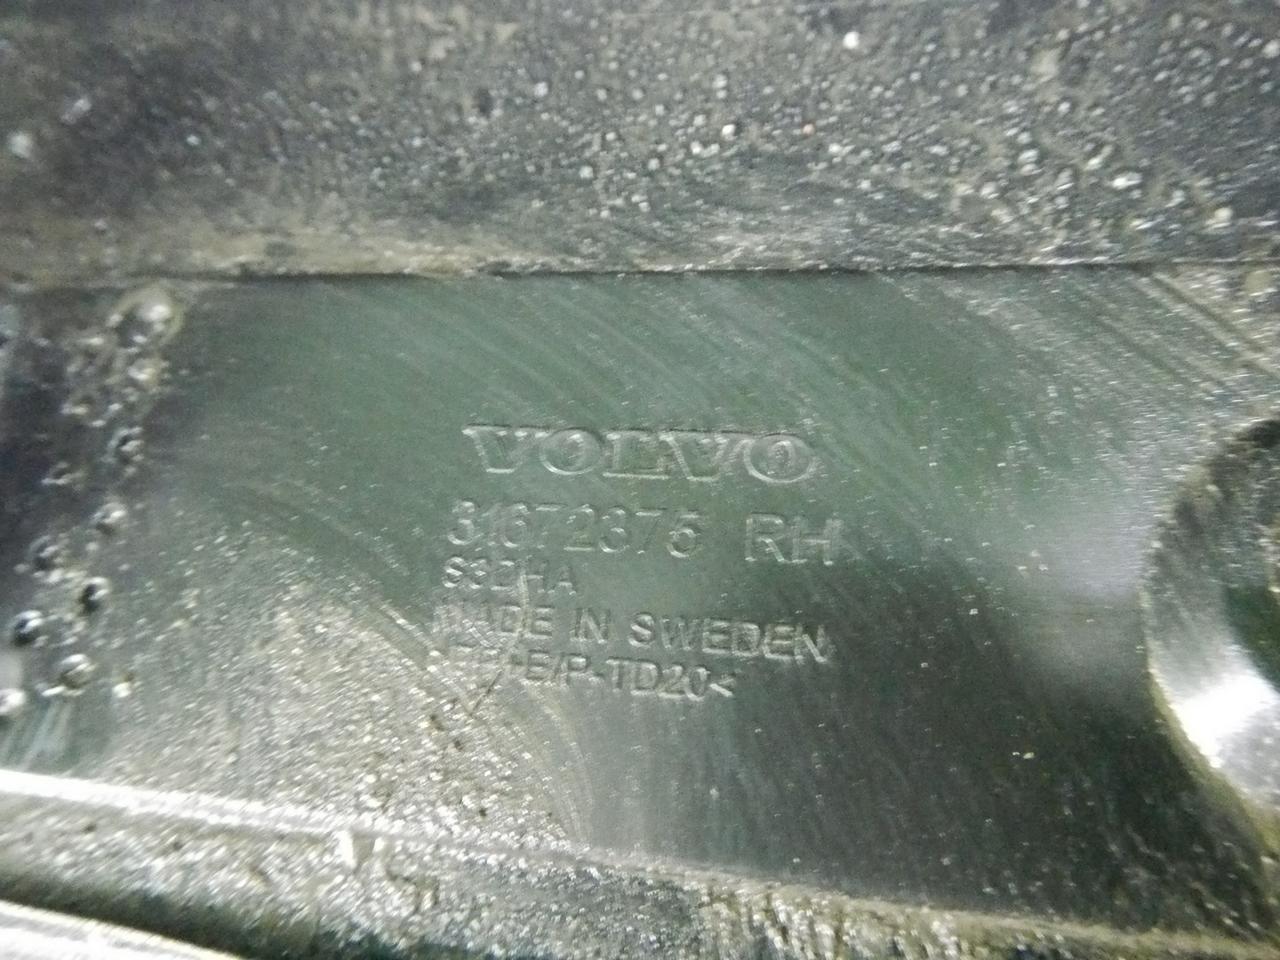 VOLVO
31672375 RH
S32HA
MADE IN SWEDEN
E/P-TD20<